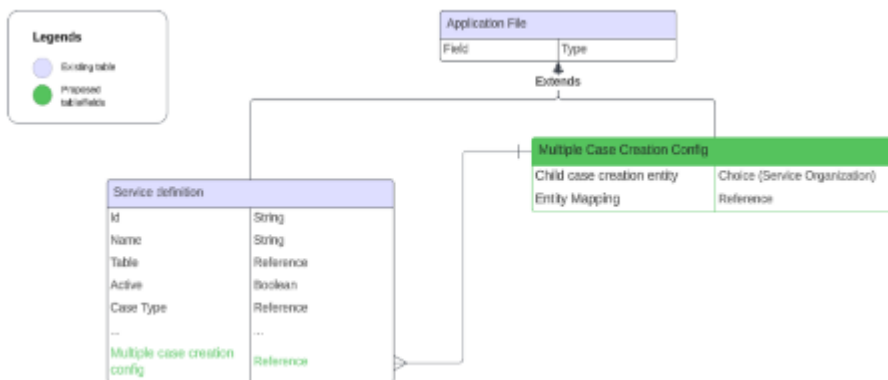 Legends
Existing table
Proposed
table/fields
Application File
Field Type
Extends
Multiple Case Creation Config
Child case creation entity Choice (Service Organization)
Entity Mapping Reference
Service definition
Id String
Name String
Table Reference
Active Boolean
Case Type Reference
... ...
Multiple case creation
config Reference